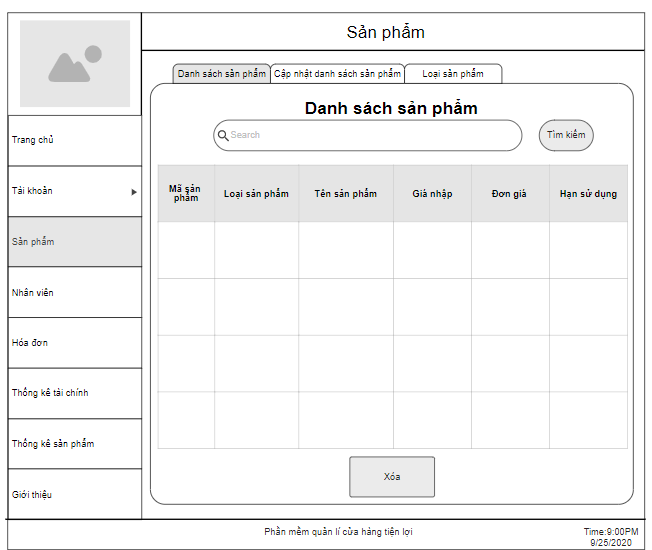 Sản phẩm
Danh sách sản phẩm
Cập nhật danh sách sản phẩm
Loại sản phẩm
Danh sách sản phẩm
Search
Tìm kiếm
Mã sản
phẩm
Loại sản phẩm
Tên sản phẩm
Giá nhập
Đơn giá
Hạn sử dụng
Xóa
Trang chủ
Tài khoản
Sản phẩm
Nhân viên
Hóa đơn
Thống kê tài chính
Thống kê sản phẩm
Giới thiệu
Phần mềm quản lí cửa hàng tiện lợi
Time:9:00PM
9/25/2020